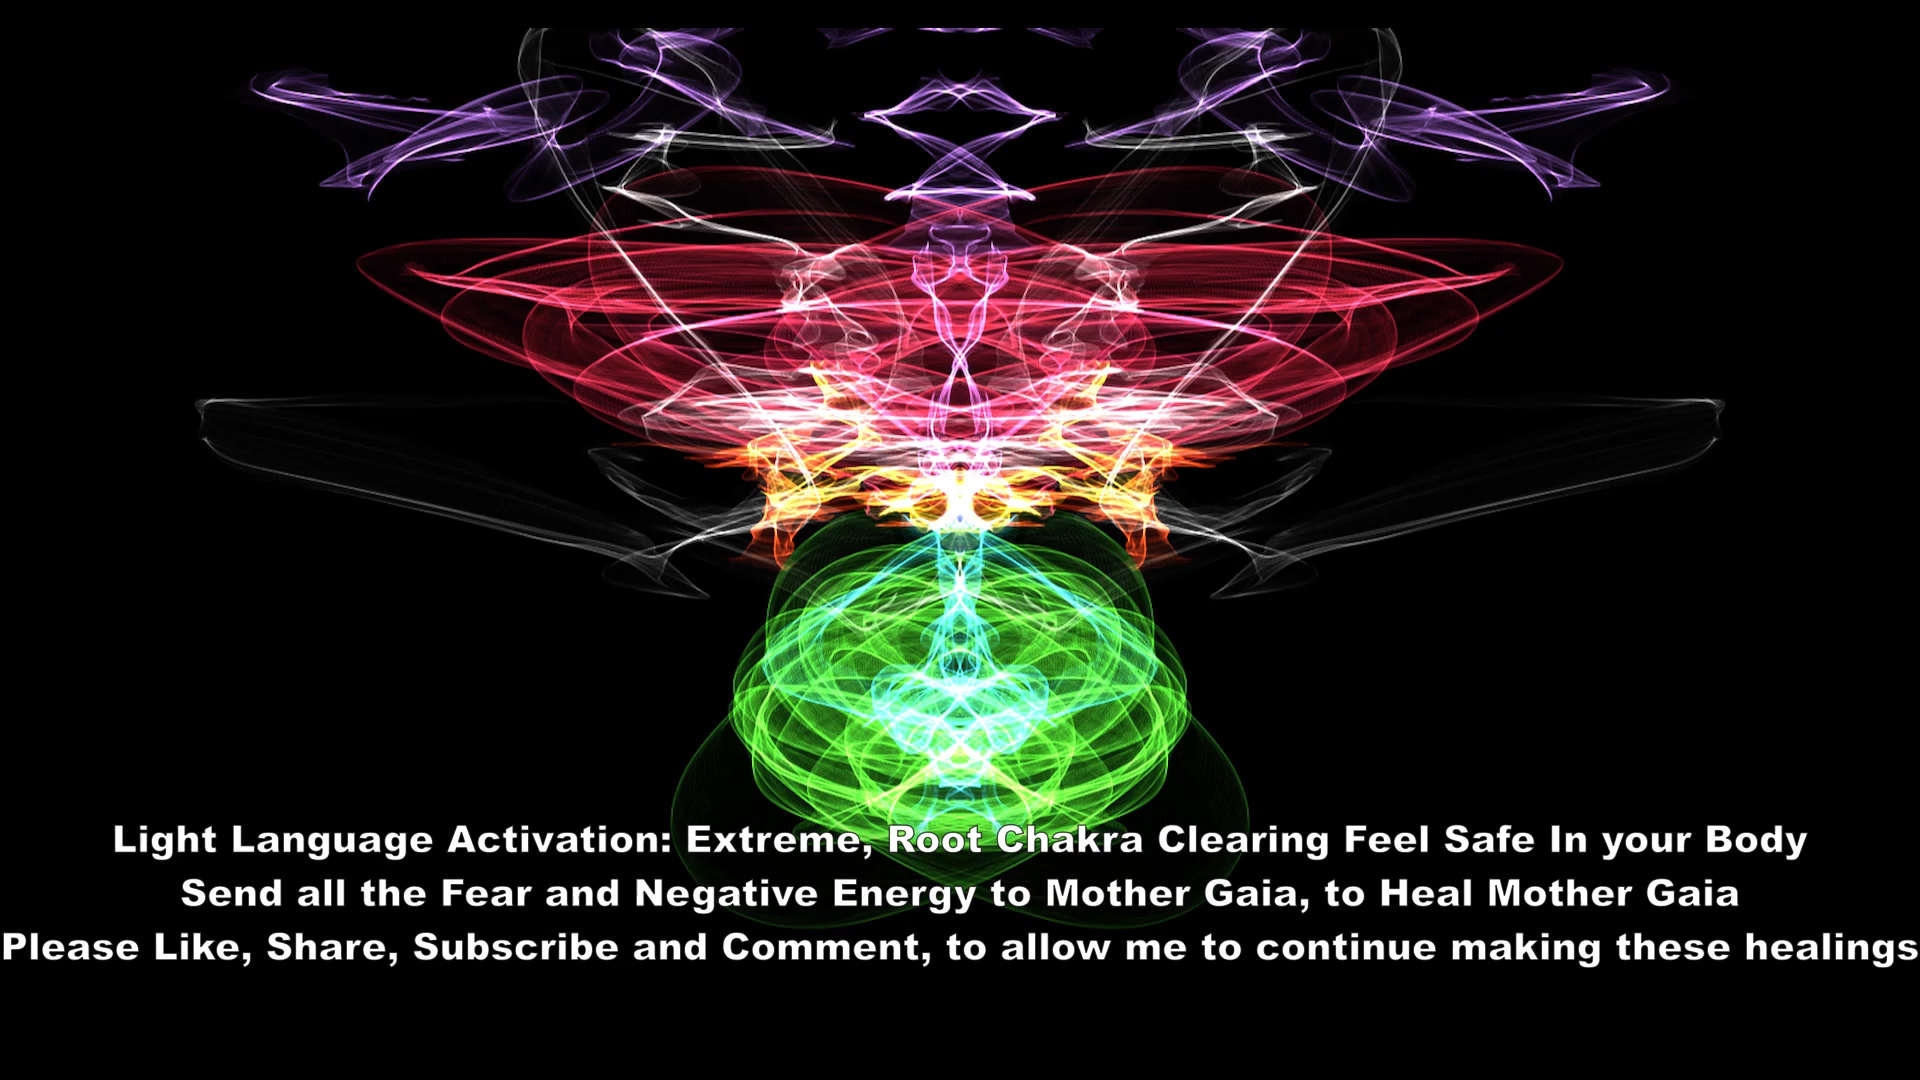 Light Language Activation: Extreme, Root Chakra Clearing Feel Safe In your Body
Send all the Fear and Negative Energy to Mother Gaia, to Heal Mother Gaia
Please Like, Share, Subscribe and Comment, to allow me to continue making these healings